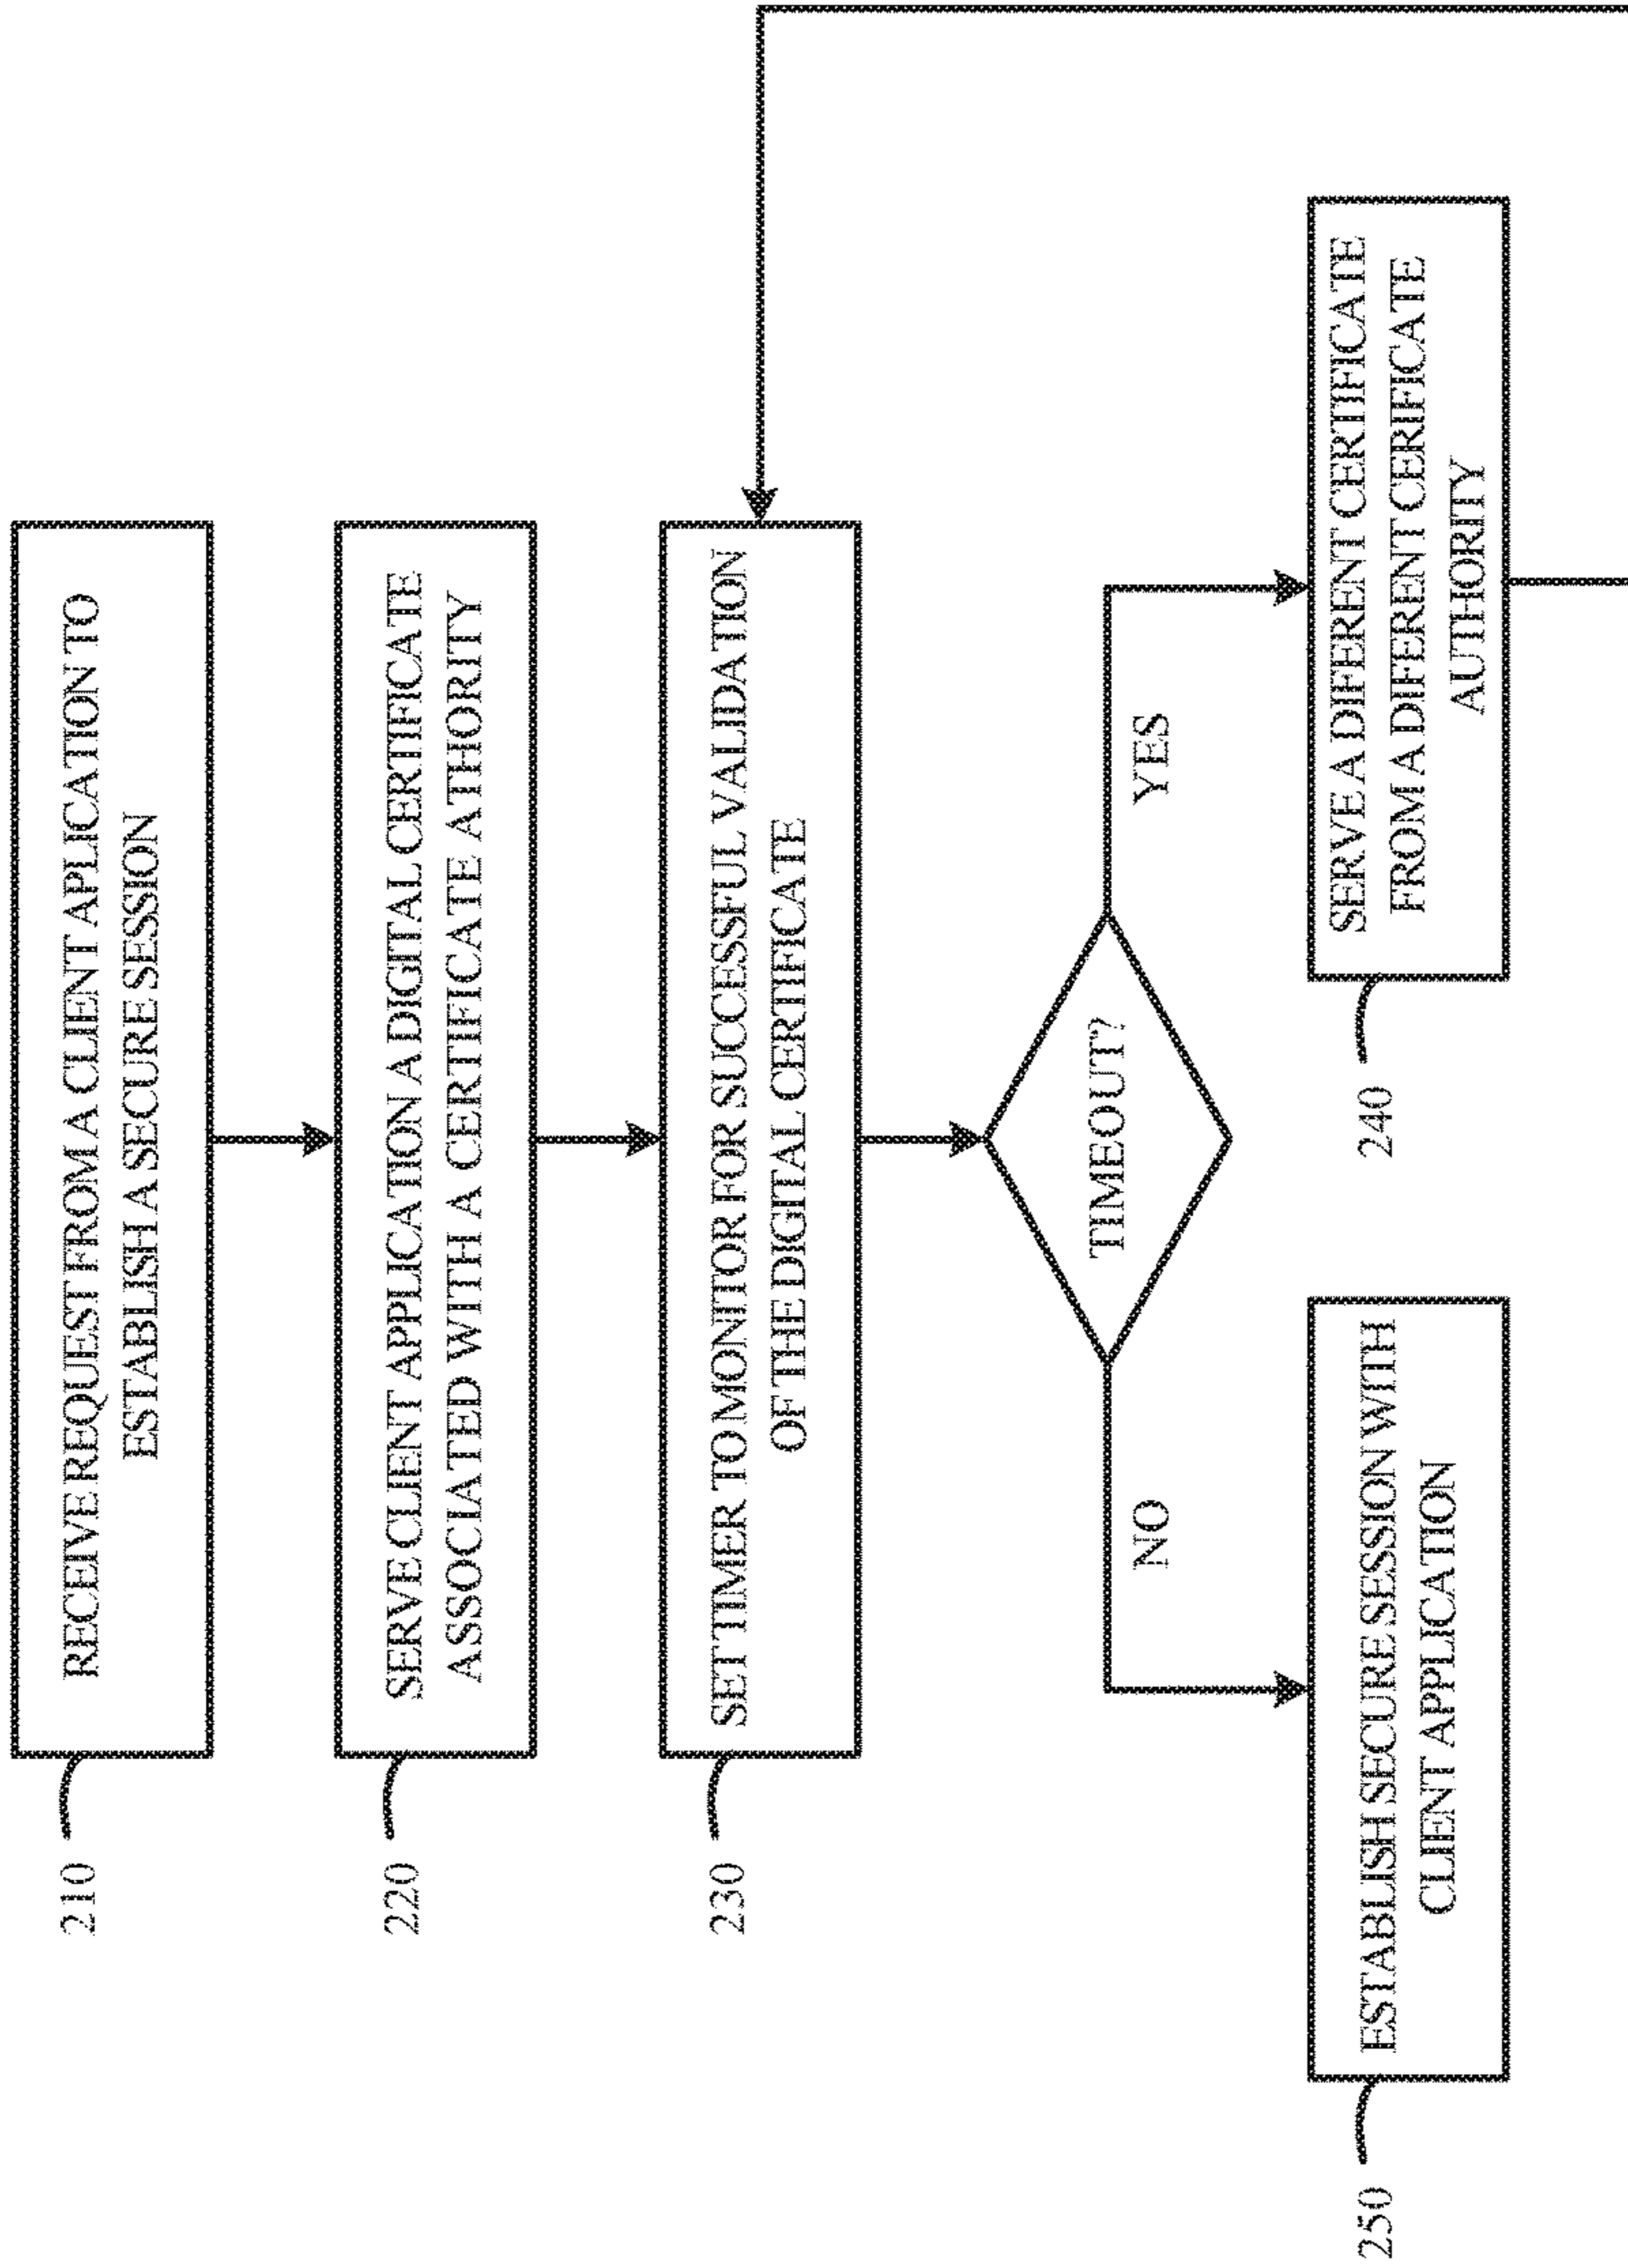 210
RECEIVE REQUEST FROM A CLIENT APLICATION TO
ESTABLISH A SECURE SESSION
220
SERVE CLIENT APPLICATION A DIGITAL CERTIFICATE
ASSOCIATED WITH A CERTIFICATE ATHORITY
230
SET TIMER TO MONITOR FOR SUCCESSFUL VALIDATION
OF THE DIGITAL CERTIFICATE
TIMEOUT?
NO
YES
250
ESTABLISH SECURE SESSION WITH
CLIENT APPLICATION
240
SERVE A DIFERENT CERTIFICATE
FROM A DIFERENT CERIFICATE
AUTHORITY